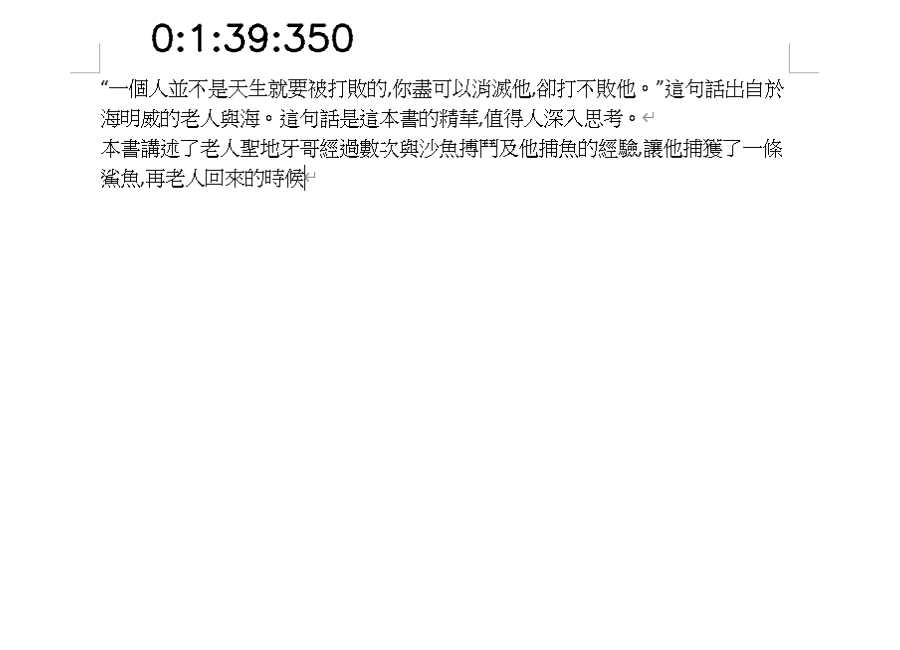 0:1:39:350
“一個人並不是天生就要被打敗的,你盡可以消滅他,卻打不敗他。”這句話出自於
海明威的老人與海。這句話是這本書的精華,值得人深入思考。
本書講述了老人聖地牙哥經過數次與沙魚搏鬥及他捕魚的經驗,讓他捕獲了一條
鯊魚,再老人回來的時候